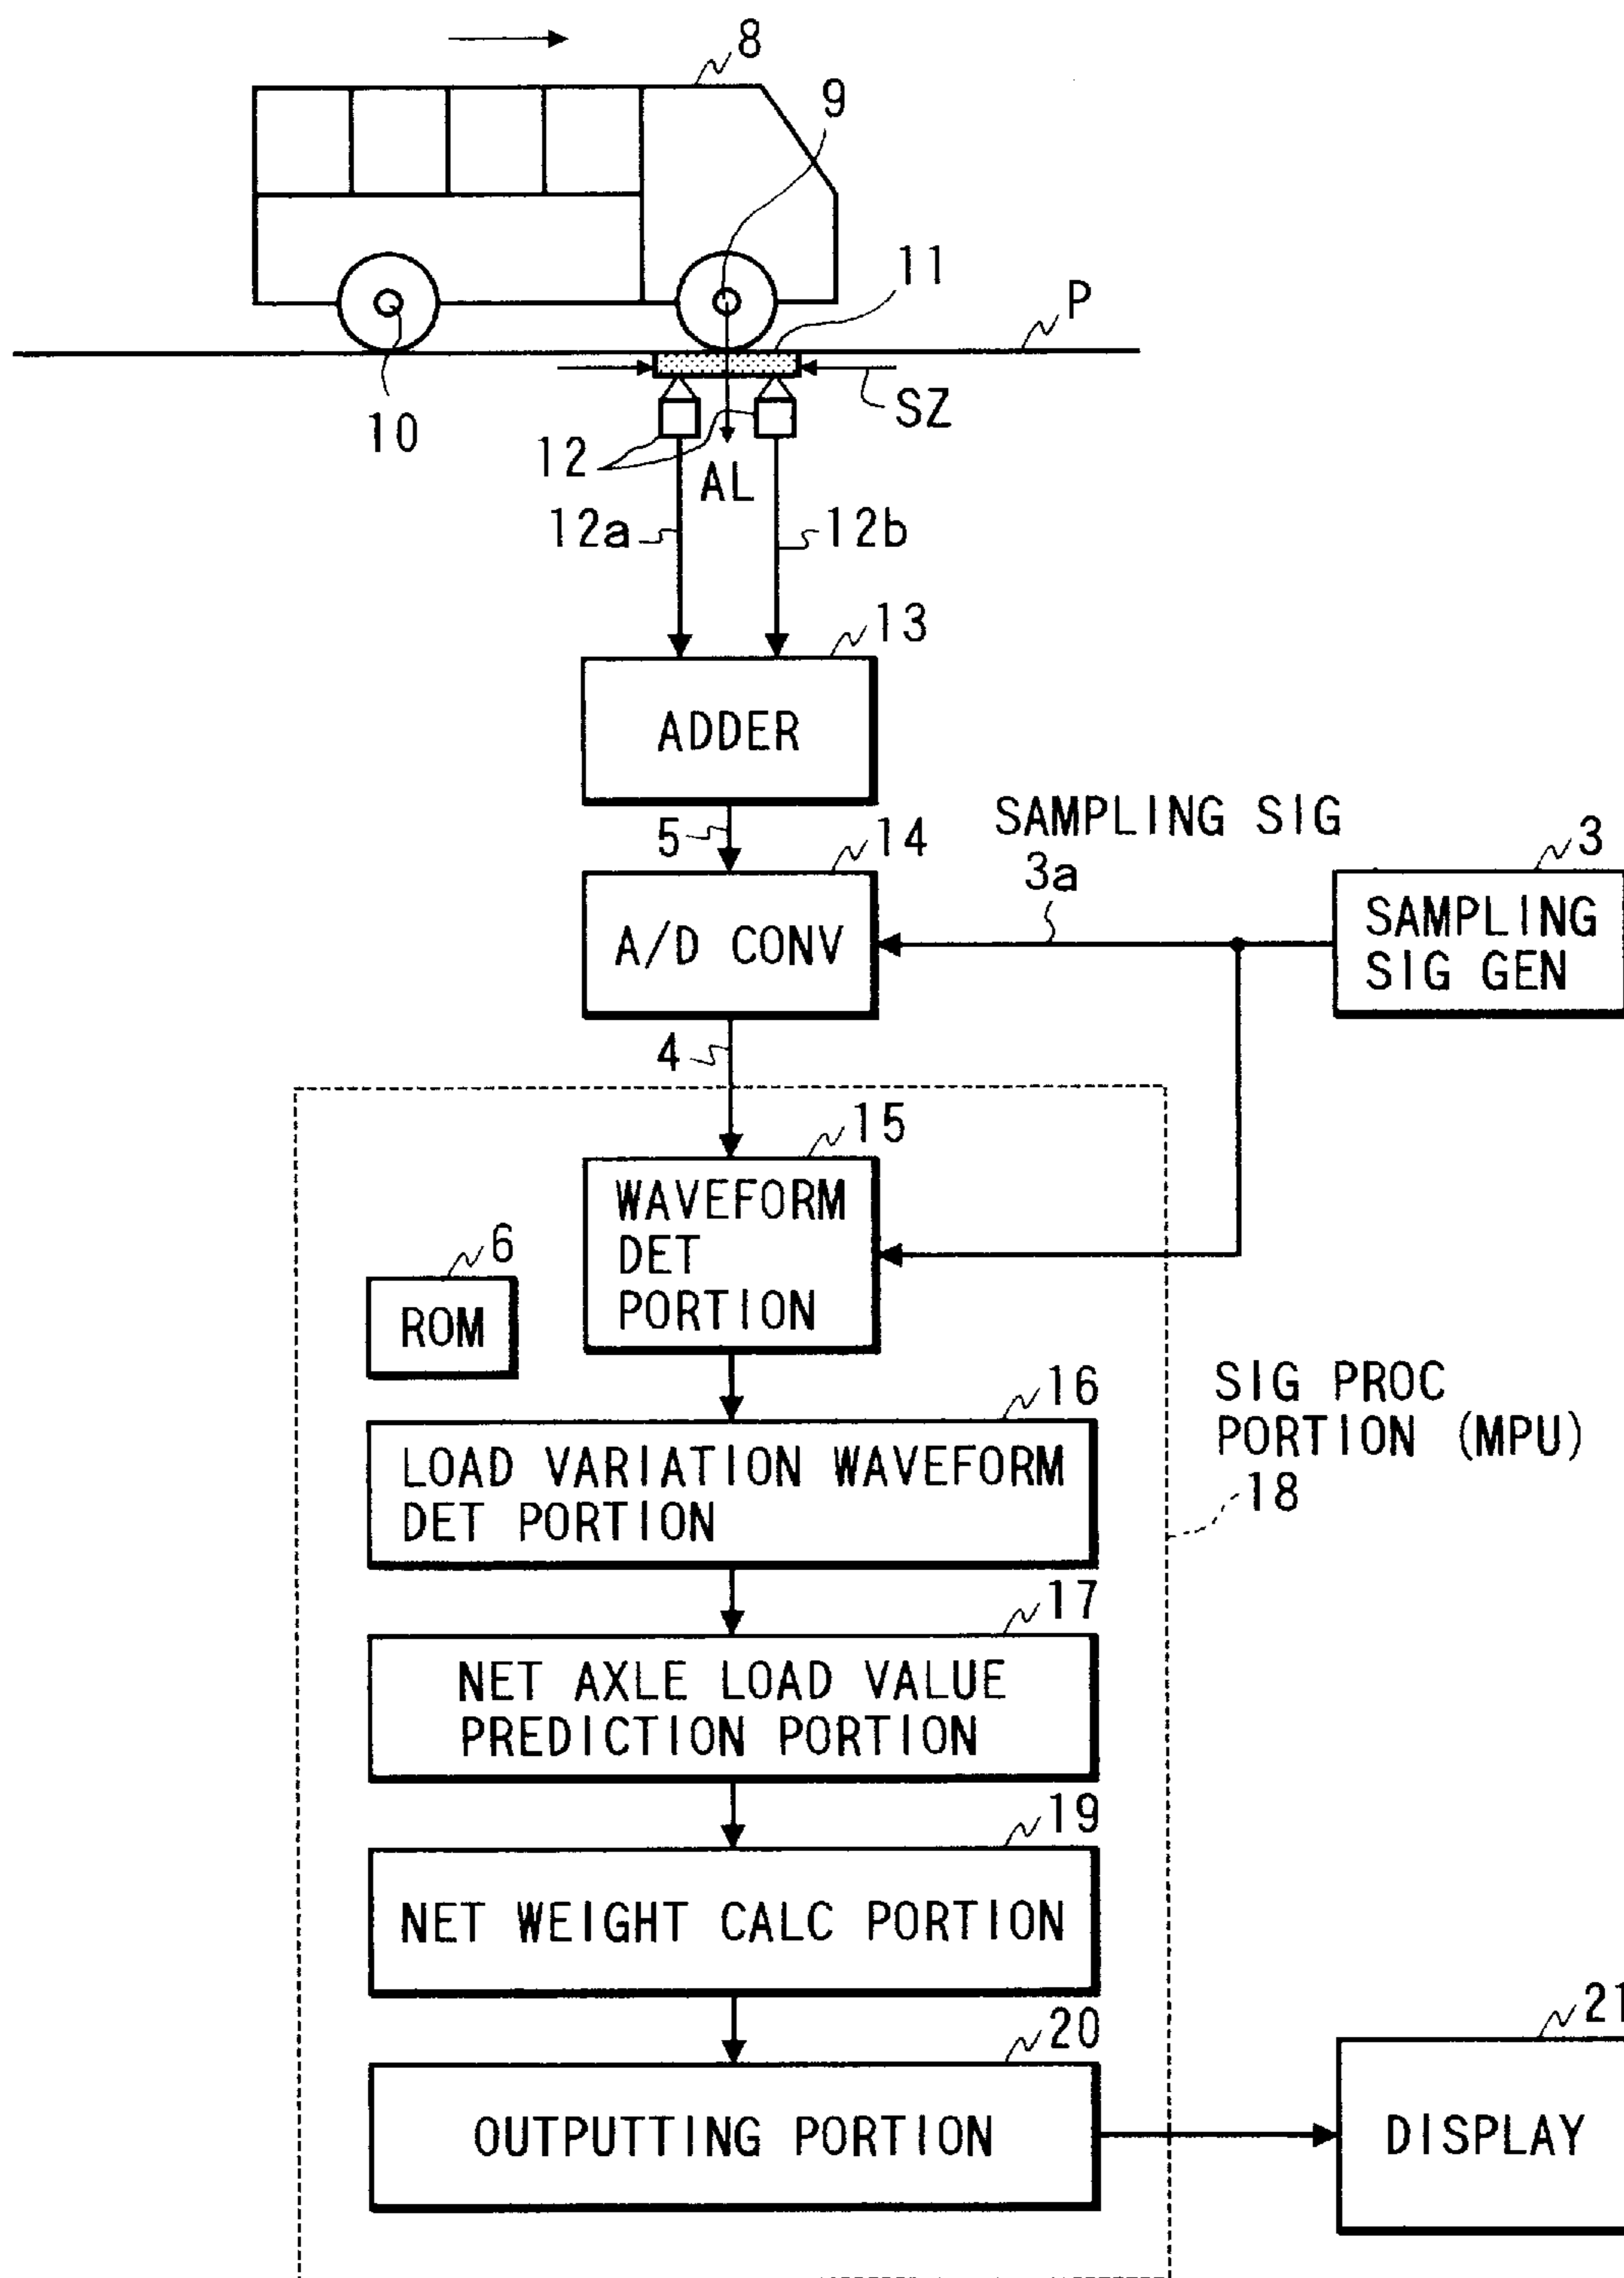 8
9
11
P
10
SZ
12
AL
12a
12b
13
ADDER
5
14
SAMPLING SIG
3a
3
A/D CONV
SAMPLING
SIG GEN
4
15
WAVEFORM
DET
PORTION
6
ROM
16
SIG PROC
PORTION (MPU)
18
LOAD VARIATION WAVEFORM
DET PORTION
17
NET AXLE LOAD VALUE
PREDICTION PORTION
19
NET WEIGHT CALC PORTION
20
21
OUTPUTTING PORTION
DISPLAY